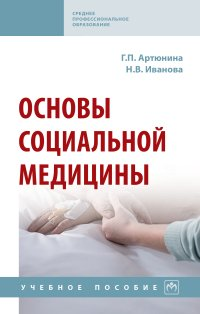 СРЕДНЕЕ
ПРОФЕССИОНАЛЬНОЕ
ОБРАЗОВАНИЕ
Г.П. Артюнина
Н.В. Иванова
ОСНОВЫ
СОЦИАЛЬНОЙ
МЕДИЦИНЫ
УЧЕБНОЕ ПОСОБИЕ